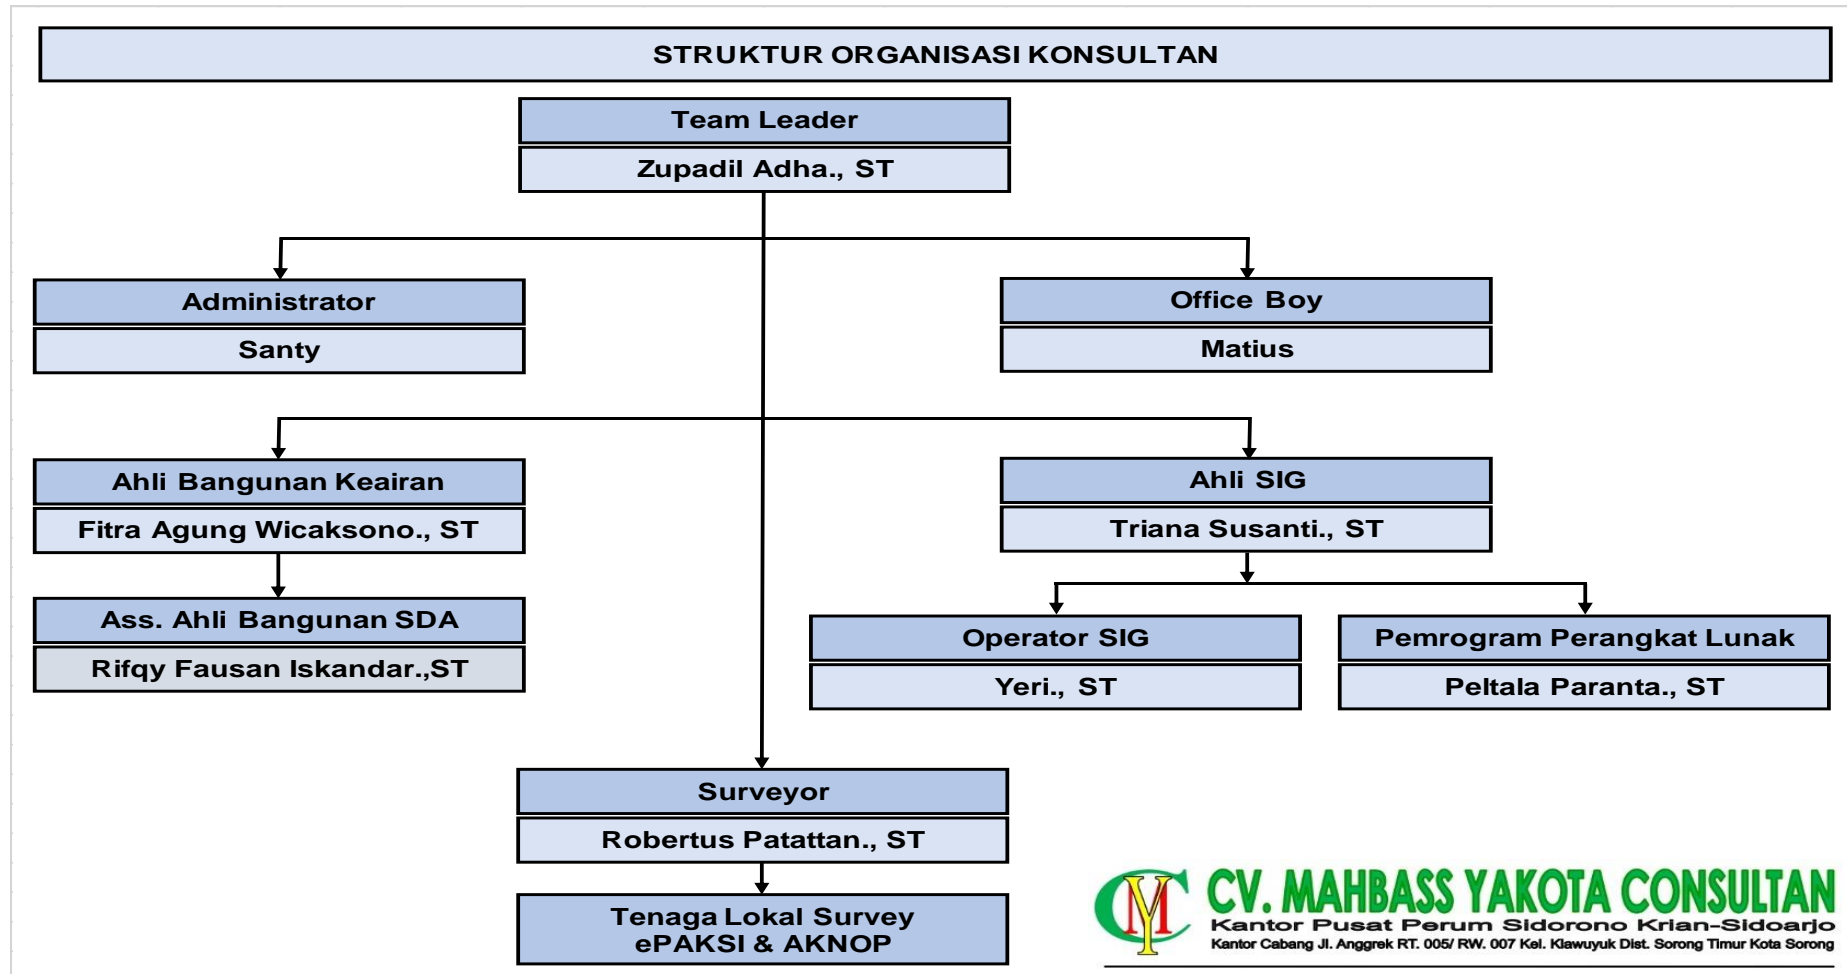 STRUKTUR ORGANISASI KONSULTAN
Team Leader
Zupadil Adha., ST
Administrator
Santy
Office Boy
Matius
Ahli Bangunan Keairan
Fitra Agung Wicaksono., ST
Ahli SIG
Triana Susanti., ST
Ass. Ahli Bangunan SDA
Rifqy Fausan Iskandar.,ST
Operator SIG
Yeri., ST
Pemrogram Perangkat Lunak
Peltala Paranta., ST
Surveyor
Robertus Patattan., ST
Tenaga Lokal Survey
ePAKSI & AKNOP
CV. MAHBASS YAKOTA CONSULTAN
Kantor Pusat Perum Sidorono Krian-Sidoarjo
Kantor Cabang Jl. Anggrek RT. 005/ RW. 007 Kel. Klawuyuk Dist. Sorong Timur Kota Sorong